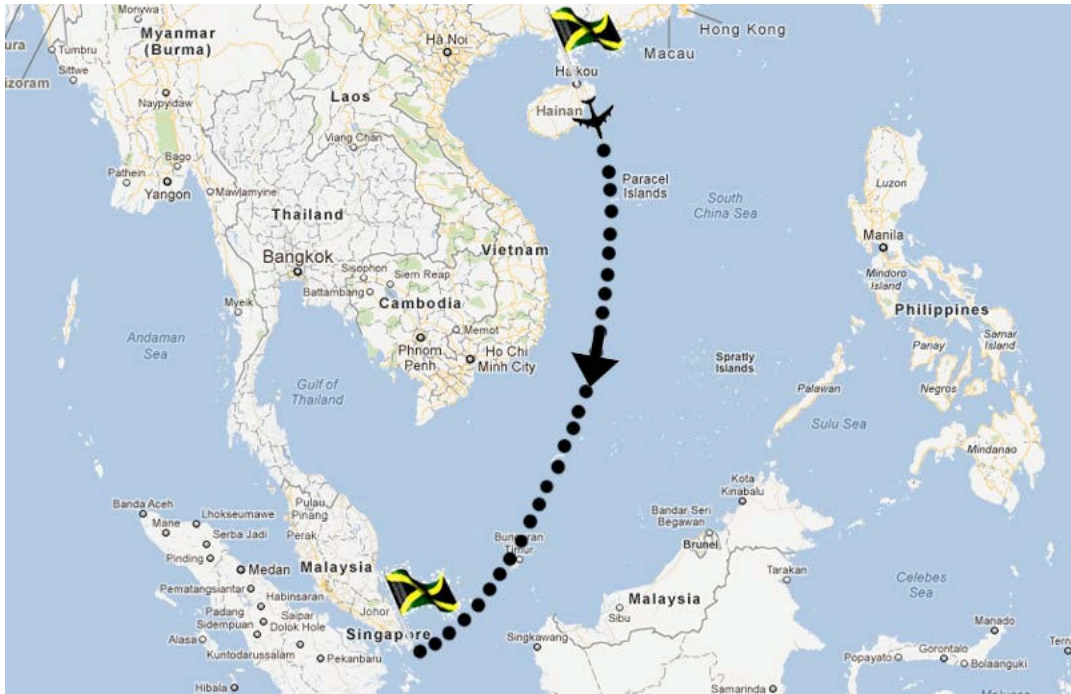 Monywa
Myanmar
(Burma)
ura
Tumbru
Sittwe
izoram
Naypyidaw
Bago
Pathein
Yangon
Mawlamyine
Hà Noi
Laos
Viang Chan
Hong Kong
Macau
Hainan
Paracel
Islands
South
China Sea
Luzon
Manila
Mindoro
Island
Philippines
Thailand
Vietnam
Bangkok
Sisophon
Siem Reap
Battambang
Cambodia
Myeik
Memot
Phnom
Penh
Ho Chi
Minh City
Andaman
Sea
Gulf of
Thailand
Spratly
Islands
Panay
Samar
Island
Palawan
Negros
Sulu Sea
Mindanao
Kota
Kinabalu
Bandar Seri
Begawan
Brunei
Banda Aceh
Lhokseumawe
Mane
Serba Jadi
Pinding
Medan
Pulau
Pinang
Perak
Malaysia
Timur
Pematangsiantar
Habinsaran
Padang
Sidempuan
Saipar
Dolok Hole
Alasa
Kuntodarussalam
Pekanbaru
Hibala
Johor
Singapore
Singkawang
Malaysia
Sibu
Tarakan
Celebes
Sea
Manado
Gorontalo
Popayato
Bolaanguki
Samarinda